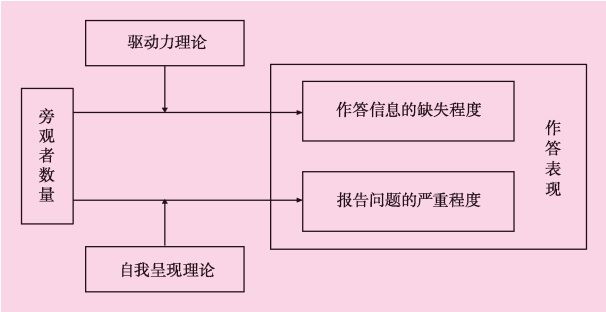 驱动力理论
旁观者数量
作答信息的缺失程度
作答表现
报告问题的严重程度
自我呈现理论